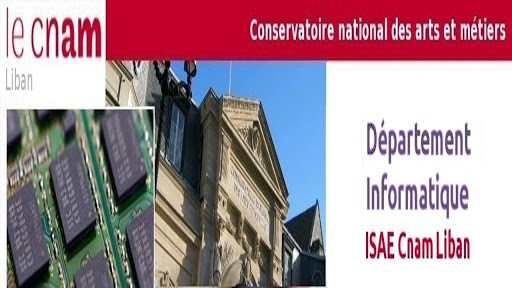 le cnam
Liban
Conservatoire national des arts et métiers
Département
Informatique
ISAE Cnam Liban